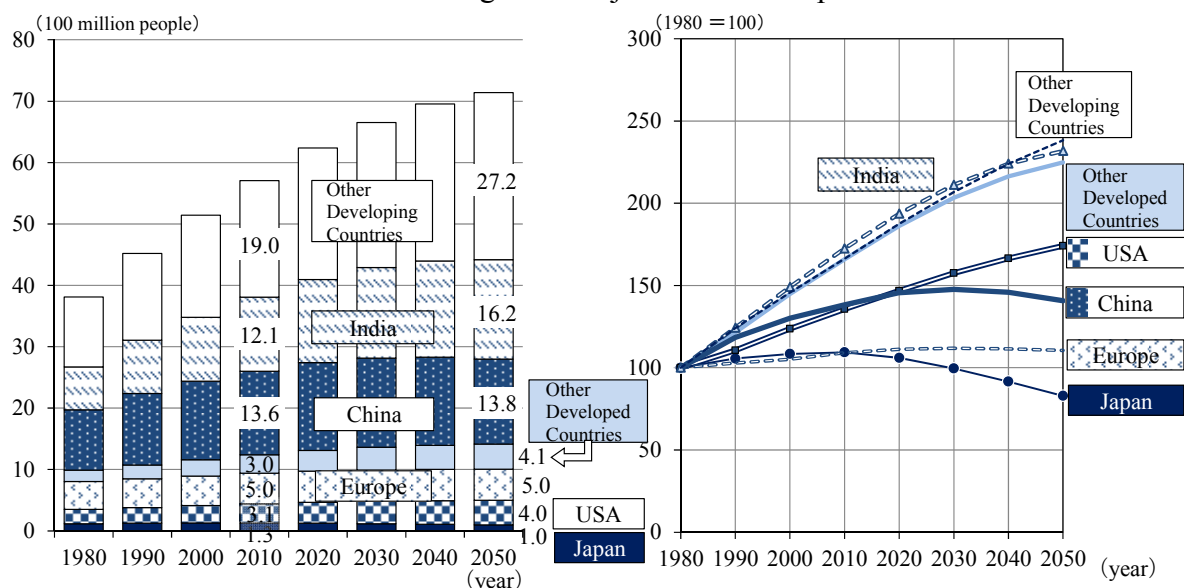 (100 million people)
80
70
60
50
40
30
20
10
0
Other
Developing
Countries
India
China
Europe
27.2
16.2
13.8
4.1
5.0
4.0
1.0
19.0
12.1
13.6
3.0
5.0
3.1
1.3
Other
Developed
Countries
USA
Japan
1980 1990 2000 2010 2020 2030 2040 2050
(year)
(1980＝100)
300
250
200
150
100
50
0
Other
Developing
Countries
India
Other
Developed
Countries
USA
China
Europe
Japan
1980 1990 2000 2010 2020 2030 2040 2050 (year)